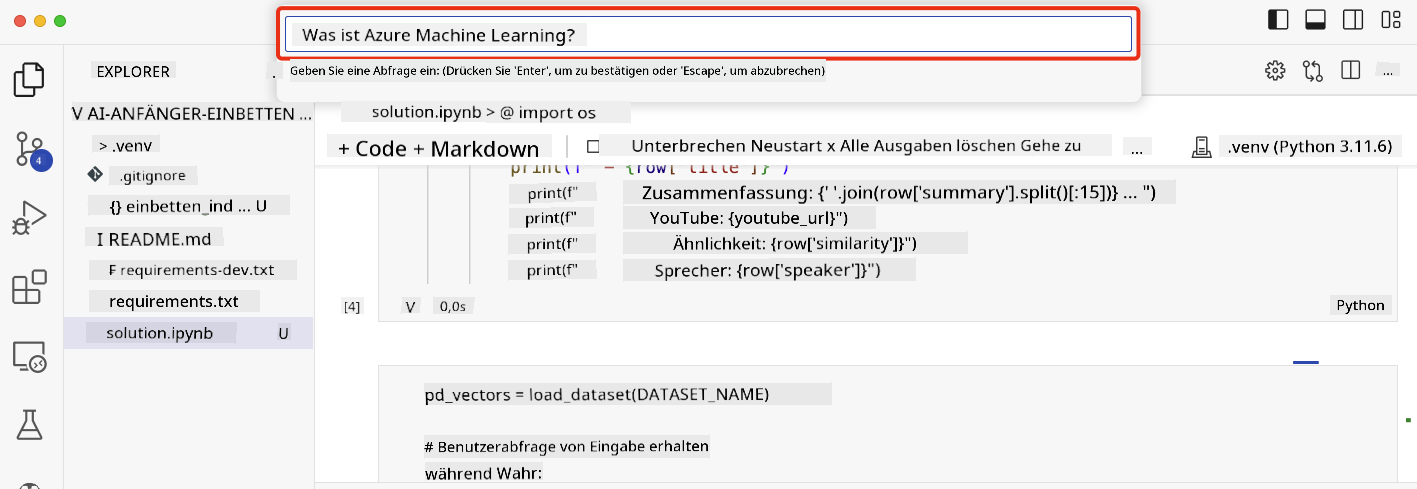 Was ist Azure Machine Learning?
Geben Sie eine Abfrage ein: (Drücken Sie 'Enter', um zu bestätigen oder 'Escape', um abzubrechen)
EXPLORER
...
V AI-ANFÄNGER-EINBETTEN ...
> .venv
4
.gitignore
{} einbetten_ind ... U
I README.md
F requirements-dev.txt
requirements.txt
solution.ipynb U
solution.ipynb > @ import os
+ Code + Markdown
Unterbrechen Neustart x Alle Ausgaben löschen Gehe zu
...
.venv (Python 3.11.6)
print(f" = {row['title']}")
print(f" Zusammenfassung: {' '.join(row['summary'].split()[:15])} ... ")
print(f" YouTube: {youtube_url}")
print(f" Ähnlichkeit: {row['similarity']}")
print(f" Sprecher: {row['speaker']}")
[4] V 0,0s Python
pd_vectors = load_dataset(DATASET_NAME)
# Benutzerabfrage von Eingabe erhalten
während Wahr: